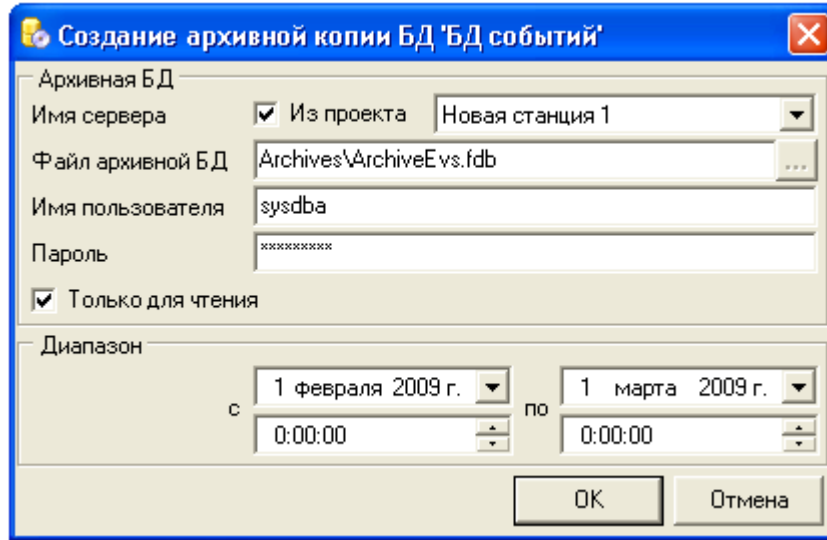 Создание архивной копии БД 'БД событий'
Архивная БД
Имя сервера Из проекта Новая станция 1
Файл архивной БД Archives\ArchiveEvs.fdb ...
Имя пользователя sysdba
Пароль *********
Только для чтения
Диапазон
с 1 февраля 2009 г. по 1 марта 2009 г.
0:00:00 0:00:00
OK Отмена